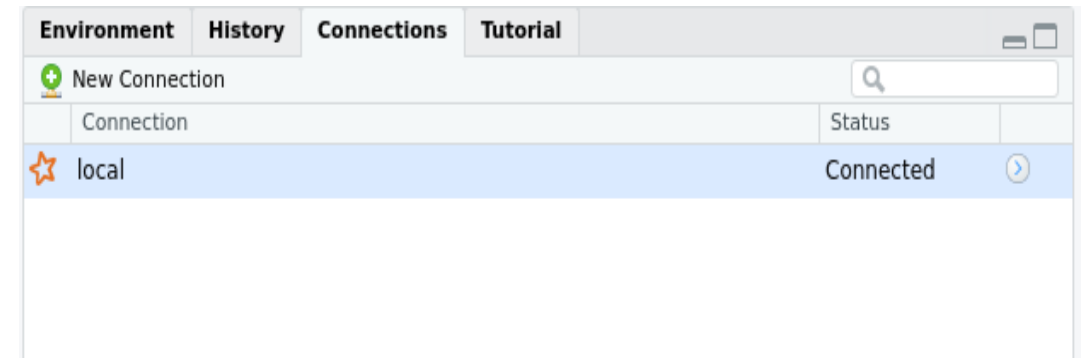 Environment History Connections Tutorial
New Connection
Connection Status
local Connected